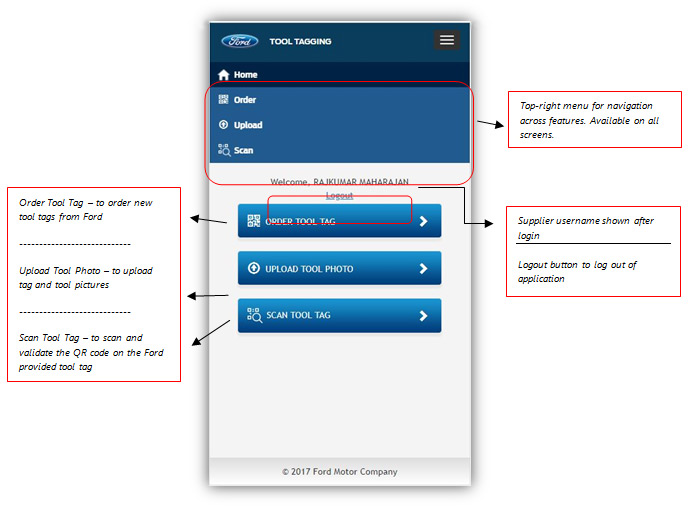 Ford
TOOL TAGGING
Home
Order
Upload
Scan
Welcome, RAJKUMAR MAHARAJAN
Logout
ORDER TOOL TAG
UPLOAD TOOL PHOTO
SCAN TOOL TAG
© 2017 Ford Motor Company
Top-right menu for navigation
across features. Available on all
screens.
Order Tool Tag – to order new
tool tags from Ford
----------------------------
Upload Tool Photo – to upload
tag and tool pictures
----------------------------
Scan Tool Tag – to scan and
validate the QR code on the Ford
provided tool tag
Supplier username shown after
login
Logout button to log out of
application